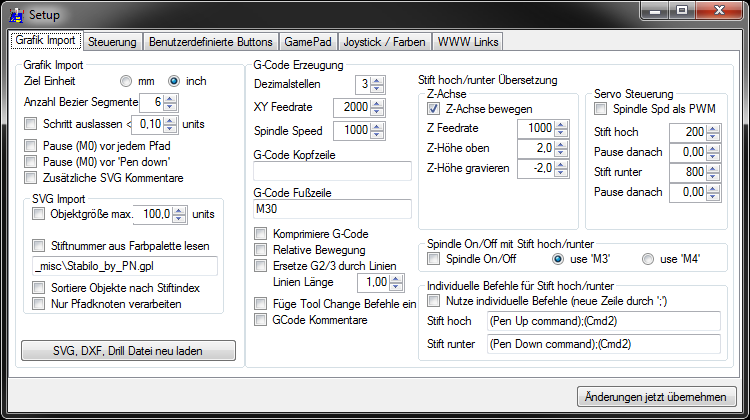 Setup
Grafik Import
Steuerung
Benutzerdefinierte Buttons
GamePad
Joystick / Farben
WWW Links
Grafik Import
Ziel Einheit mm inch
Anzahl Bezier Segmente 6
Schritt auslassen < 0,10 units
Pause (M0) vor jedem Pfad
Pause (M0) vor 'Pen down'
Zusätzliche SVG Kommentare
SVG Import
Objektgröße max. 100,0 units
Stiftnummer aus Farbpalette lesen
_misc\Stabilo_by_PN.gpl
Sortiere Objekte nach Stiftindex
Nur Pfadknoten verarbeiten
SVG, DXF, Drill Datei neu laden
G-Code Erzeugung
Dezimalstellen 3
XY Feedrate 2000
Spindle Speed 1000
G-Code Kopfzeile
G-Code Fußzeile
M30
Komprimiere G-Code
Relative Bewegung
Ersetze G2/3 durch Linien
Linien Länge 1,00
Füge Tool Change Befehle ein
GCode Kommentare
Stift hoch/runter Übersetzung
Z-Achse
Z-Achse bewegen
Z Feedrate 1000
Z-Höhe oben 2,0
Z-Höhe gravieren -2,0
Servo Steuerung
Spindle Spd als PWM
Stift hoch 200
Pause danach 0,00
Stift runter 800
Pause danach 0,00
Spindle On/Off mit Stift hoch/runter
Spindle On/Off use 'M3' use 'M4'
Individuelle Befehle für Stift hoch/runter
Nutze individuelle Befehle (neue Zeile durch ';')
Stift hoch (Pen Up command);(Cmd2)
Stift runter (Pen Down command);(Cmd2)
Änderungen jetzt übernehmen